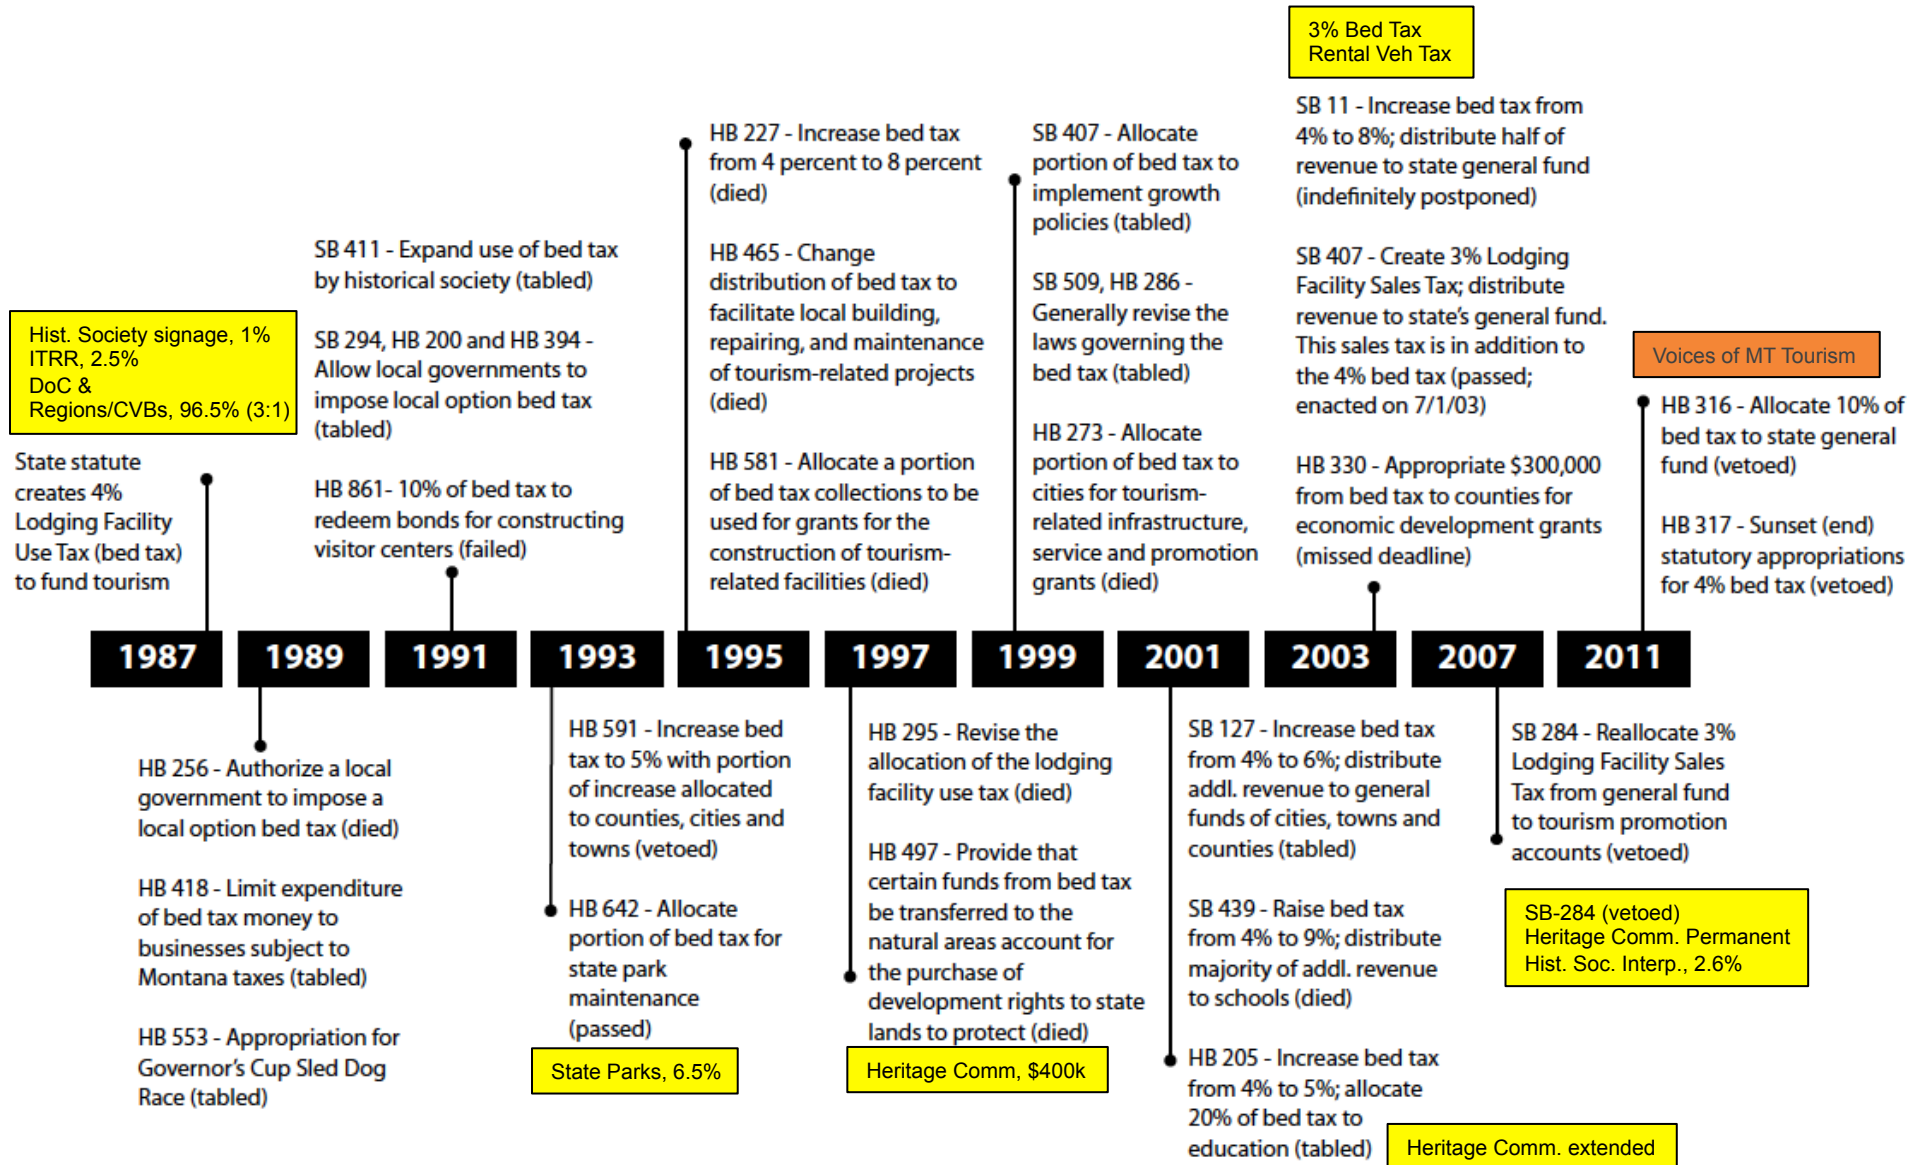 3% Bed Tax
Rental Veh Tax
Hist. Society signage, 1%
ITRR, 2.5%
DoC &
Regions/CVBs, 96.5% (3:1)
State statute
creates 4%
Lodging Facility
Use Tax (bed tax)
to fund tourism
SB 411 - Expand use of bed tax
by historical society (tabled)
SB 294, HB 200 and HB 394 -
Allow local governments to
impose local option bed tax
(tabled)
HB 861- 10% of bed tax to
redeem bonds for constructing
visitor centers (failed)
HB 227 - Increase bed tax
from 4 percent to 8 percent
(died)
HB 465 - Change
distribution of bed tax to
facilitate local building,
repairing, and maintenance
of tourism-related projects
(died)
HB 581 - Allocate a portion
of bed tax collections to be
used for grants for the
construction of tourism-
related facilities (died)
SB 407 - Allocate
portion of bed tax to
implement growth
policies (tabled)
SB 509, HB 286 -
Generally revise the
laws governing the
bed tax (tabled)
HB 273 - Allocate
portion of bed tax to
cities for tourism-
related infrastructure,
service and promotion
grants (died)
SB 11 - Increase bed tax from
4% to 8%; distribute half of
revenue to state general fund
(indefinitely postponed)
SB 407 - Create 3% Lodging
Facility Sales Tax; distribute
revenue to state's general fund.
This sales tax is in addition to
the 4% bed tax (passed;
enacted on 7/1/03)
HB 330 - Appropriate $300,000
from bed tax to counties for
economic development grants
(missed deadline)
Voices of MT Tourism
HB 316 - Allocate 10% of
bed tax to state general
fund (vetoed)
HB 317 - Sunset (end)
statutory appropriations
for 4% bed tax (vetoed)
1987 1989 1991 1993 1995 1997 1999 2001 2003 2007 2011
HB 256 - Authorize a local
government to impose a
local option bed tax (died)
HB 418 - Limit expenditure
of bed tax money to
businesses subject to
Montana taxes (tabled)
HB 553 - Appropriation for
Governor's Cup Sled Dog
Race (tabled)
HB 591 - Increase bed
tax to 5% with portion
of increase allocated
to counties, cities and
towns (vetoed)
HB 642 - Allocate
portion of bed tax for
state park
maintenance
(passed)
State Parks, 6.5%
HB 295 - Revise the
allocation of the lodging
facility use tax (died)
HB 497 - Provide that
certain funds from bed tax
be transferred to the
natural areas account for
the purchase of
development rights to state
lands to protect (died)
Heritage Comm, $400k
SB 127 - Increase bed tax
from 4% to 6%; distribute
addl. revenue to general
funds of cities, towns and
counties (tabled)
SB 439 - Raise bed tax
from 4% to 9%; distribute
majority of addl. revenue
to schools (died)
HB 205 - Increase bed tax
from 4% to 5%; allocate
20% of bed tax to
education (tabled)
Heritage Comm. extended
SB 284 - Reallocate 3%
Lodging Facility Sales
Tax from general fund
to tourism promotion
accounts (vetoed)
SB-284 (vetoed)
Heritage Comm. Permanent
Hist. Soc. Interp., 2.6%